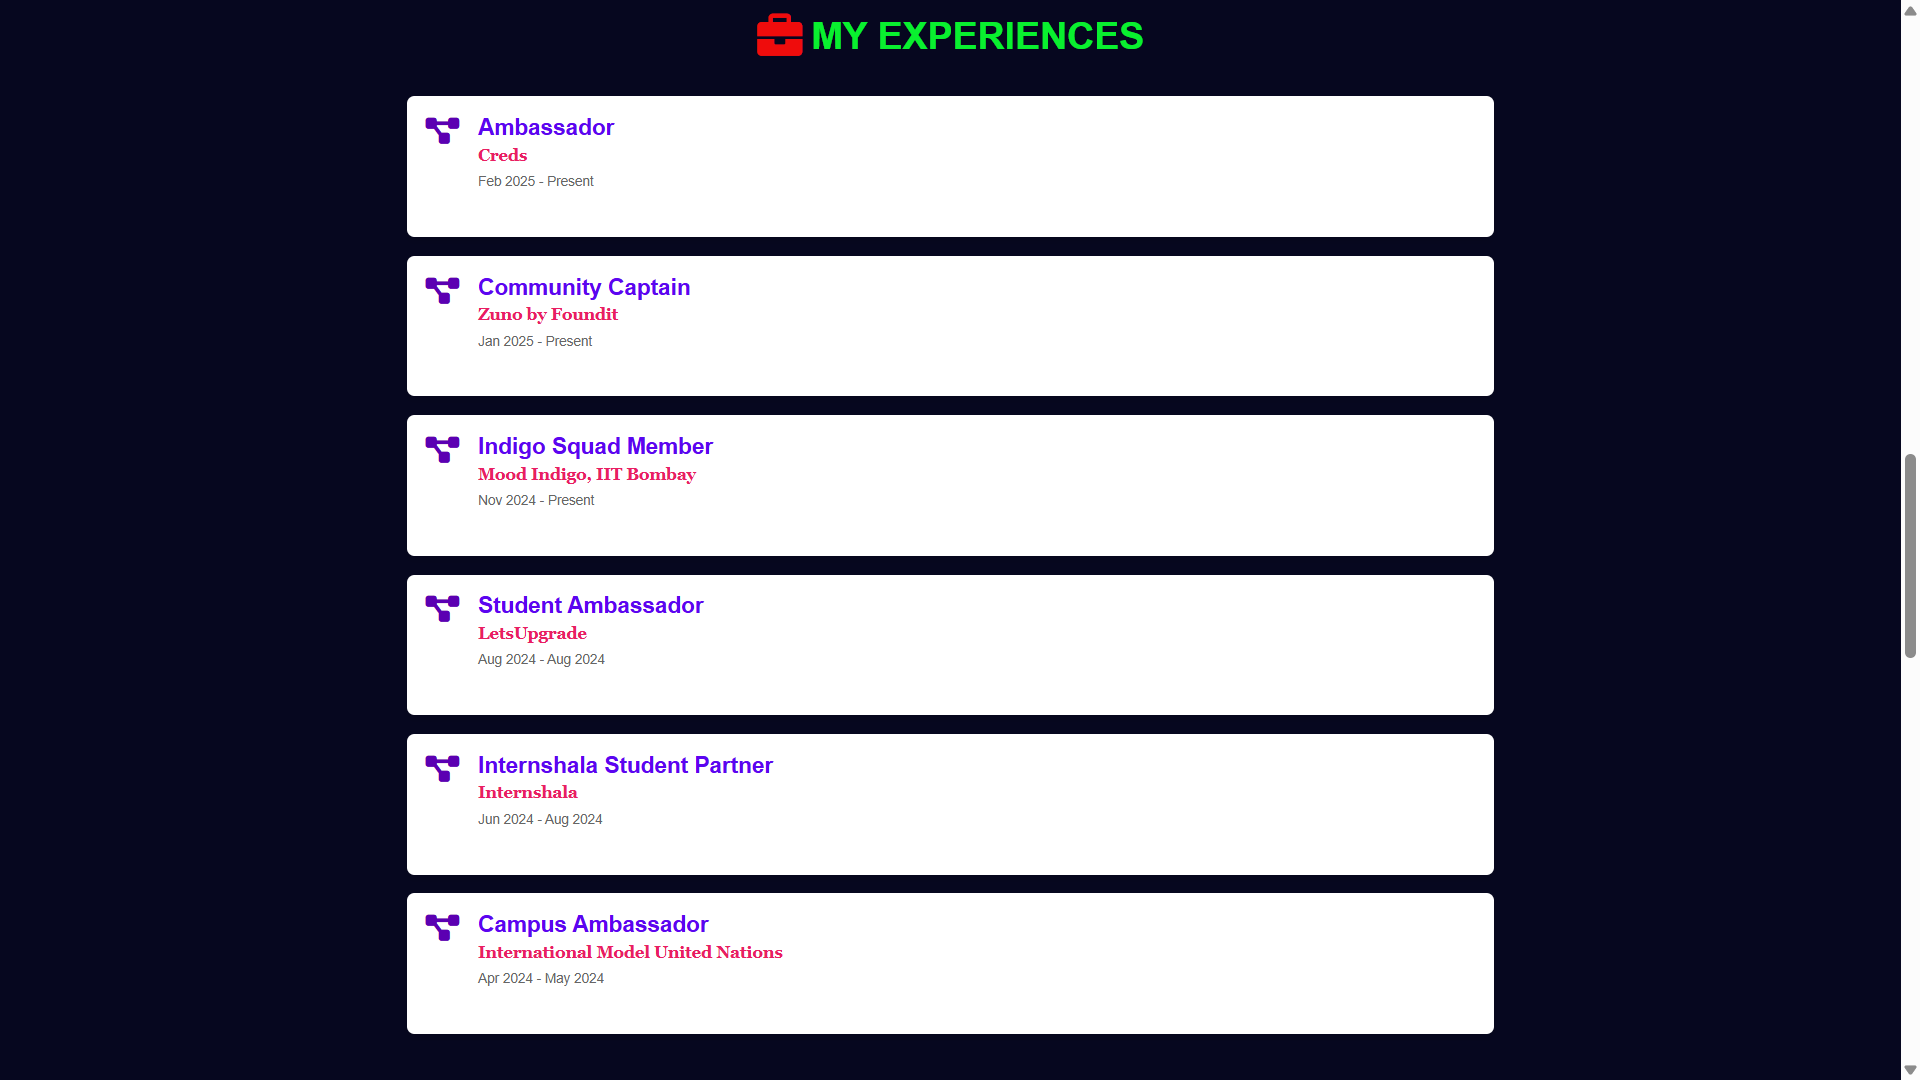 MY EXPERIENCES
Ambassador
Creds
Feb 2025 - Present
Community Captain
Zuno by Foundit
Jan 2025 - Present
Indigo Squad Member
Mood Indigo, IIT Bombay
Nov 2024 - Present
Student Ambassador
LetsUpgrade
Aug 2024 - Aug 2024
Internshala Student Partner
Internshala
Jun 2024 - Aug 2024
Campus Ambassador
International Model United Nations
Apr 2024 - May 2024